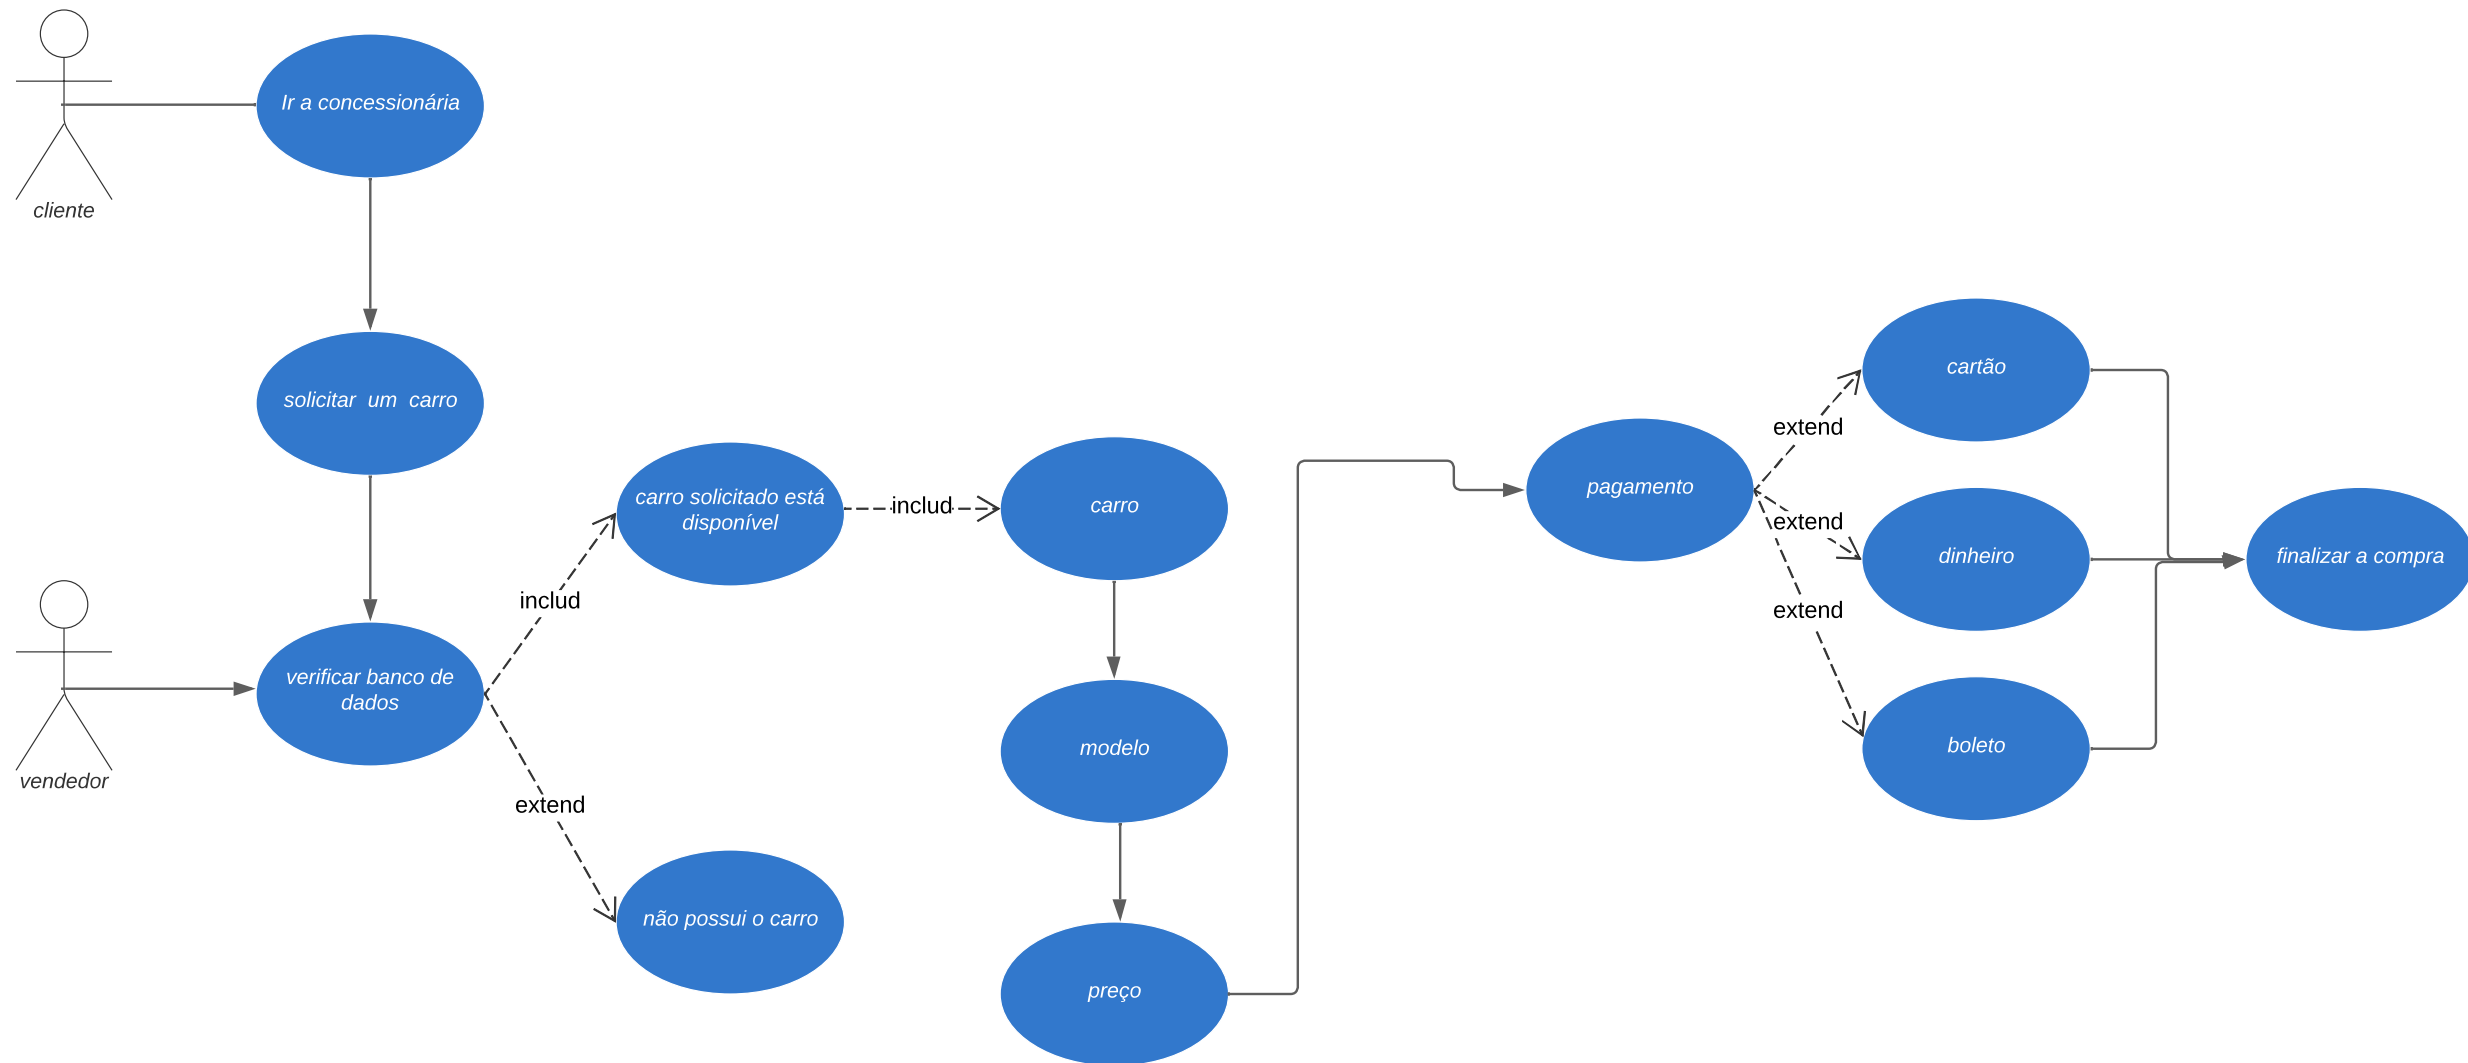 Ir a concessionária
cliente
solicitar um carro
verificar banco de
dados
vendedor
includ
extend
carro solicitado está
disponível
não possui o carro
includ
carro
modelo
preço
pagamento
extend
extend
extend
cartão
dinheiro
boleto
finalizar a compra